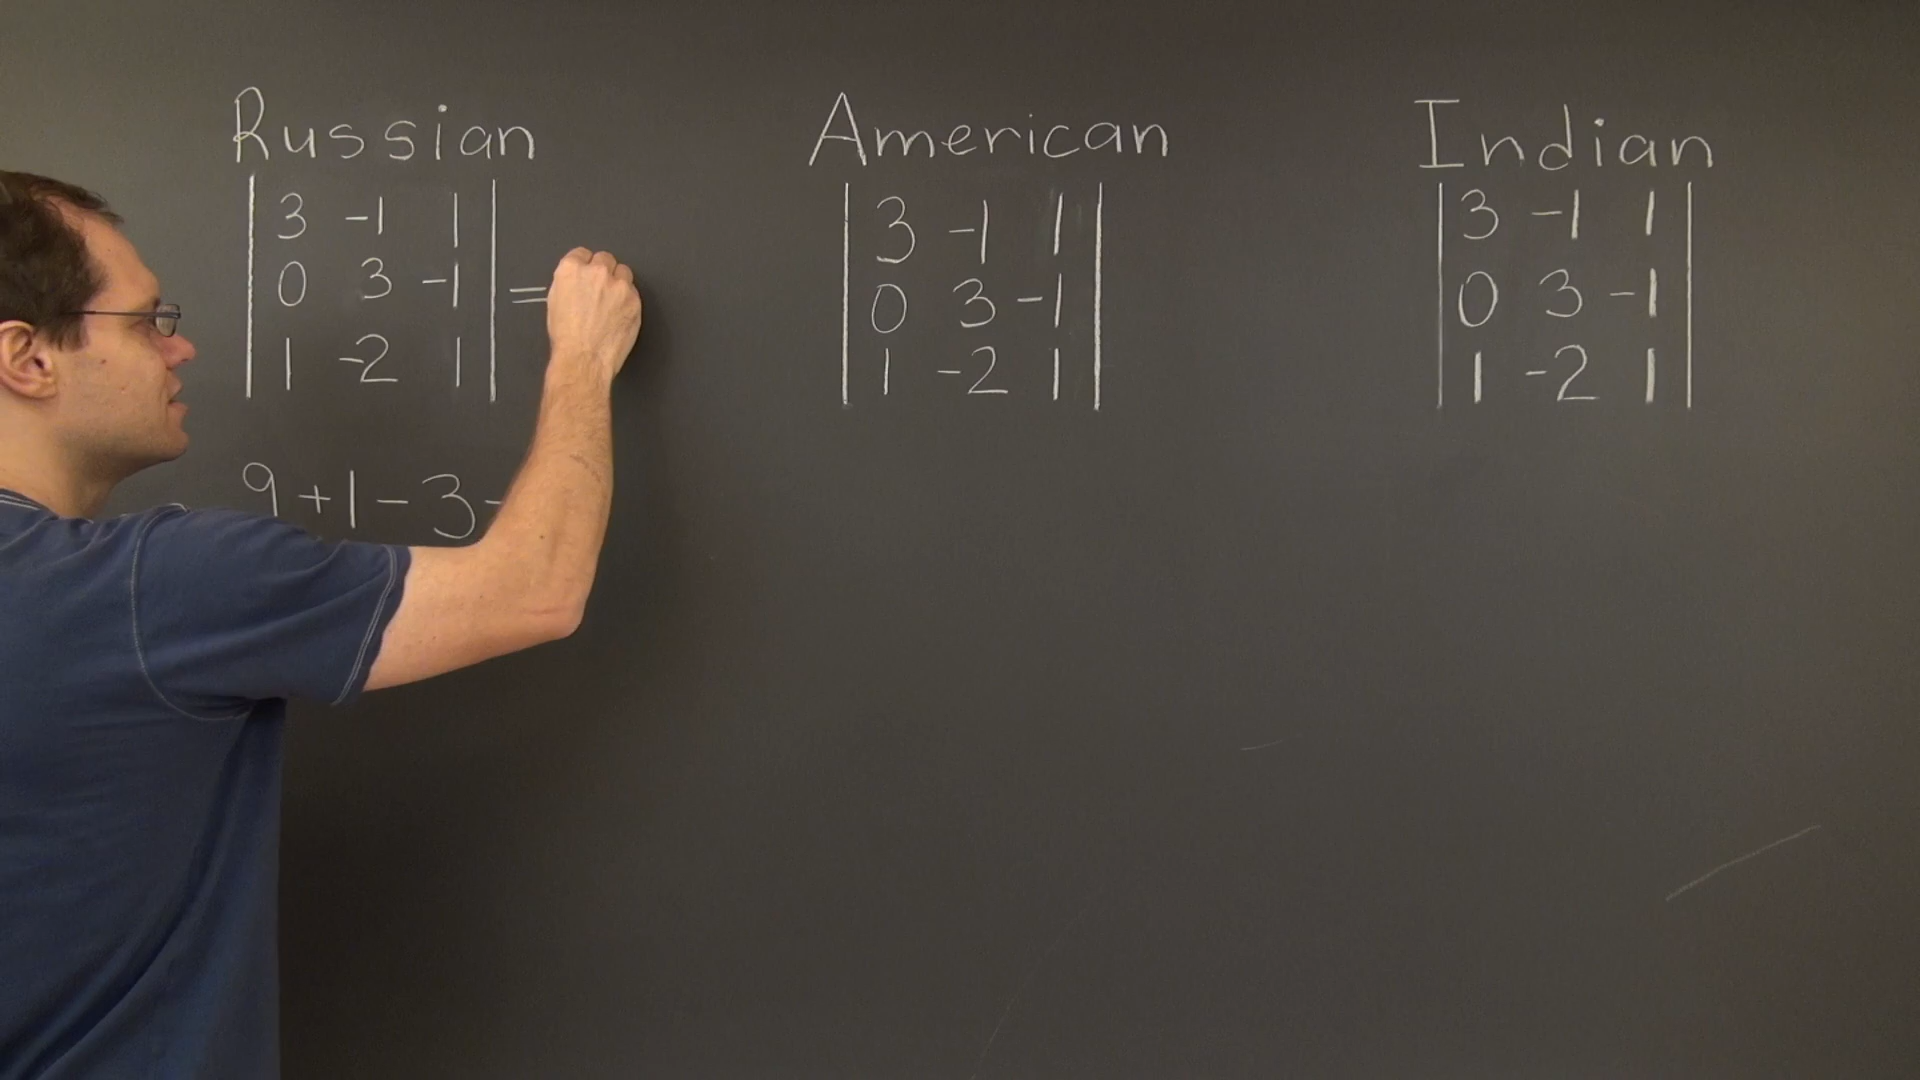 Russian
| 3 -1 1 |
| 0 3 -1 | =
| 1 -2 1 |
9 + 1 - 3 -
American
| 3 -1 1 |
| 0 3 -1 |
| 1 -2 1 |
Indian
| 3 -1 1 |
| 0 3 -1 |
| 1 -2 1 |